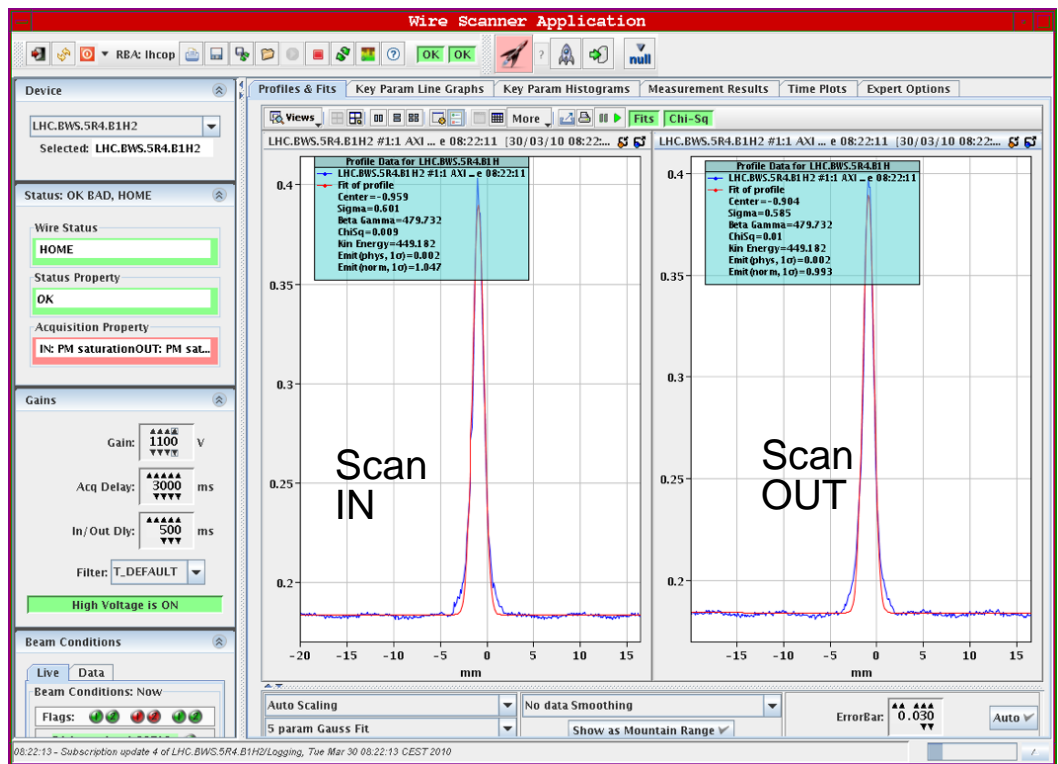 Wire Scanner Application
RBA: lhcop
OK OK
?
null
Device
LHC.BWS.5R4.B1H2
Selected: LHC.BWS.5R4.B1H2
Status: OK BAD, HOME
Wire Status
HOME
Status Property
OK
Acquisition Property
IN: PM saturationOUT: PM sat...
Gains
Gain: 1100 V
Acq Delay: 3000 ms
In/Out Dly: 500 ms
Filter: T_DEFAULT
High Voltage is ON
Beam Conditions
Live Data
Beam Conditions: Now
Flags:
Profiles & Fits Key Param Line Graphs Key Param Histograms Measurement Results Time Plots Expert Options
Views More Fits Chi-Sq
LHC.BWS.5R4.B1H2 #1:1 AXI ... e 08:22:11 [30/03/10 08:22:...
Profile Data for LHC.BWS.5R4.B1H
LHC.BWS.5R4.B1H2 #1:1 AXI ... e 08:22:11
Fit of profile
Center=-0.959
Sigma=0.601
Beta Gamma=479.732
ChiSq=0.009
Kin Energy=449.182
Emit(phys, 1σ)=0.002
Emit(norm, 1σ)=1.047
0.4
0.35
0.3
0.25
0.2
Scan
IN
-20 -15 -10 -5 0 5 10 15
mm
LHC.BWS.5R4.B1H2 #1:1 AXI ... e 08:22:11 [30/03/10 08:22:...
Profile Data for LHC.BWS.5R4.B1H
LHC.BWS.5R4.B1H2 #1:1 AXI ... e 08:22:11
Fit of profile
Center=-0.904
Sigma=0.585
Beta Gamma=479.732
ChiSq=0.01
Kin Energy=449.182
Emit(phys, 1σ)=0.002
Emit(norm, 1σ)=0.993
0.4
0.35
0.3
0.25
0.2
Scan
OUT
-15 -10 -5 0 5 10 15
mm
Auto Scaling
No data Smoothing
5 param Gauss Fit
Show as Mountain Range
ErrorBar: 0.030
Auto
08:22:13 - Subscription update 4 of LHC.BWS.5R4.B1H2/Logging, Tue Mar 30 08:22:13 CEST 2010